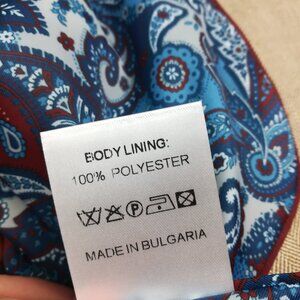 BODY LINING:
100% POLYESTER
P
MADE IN BULGARIA